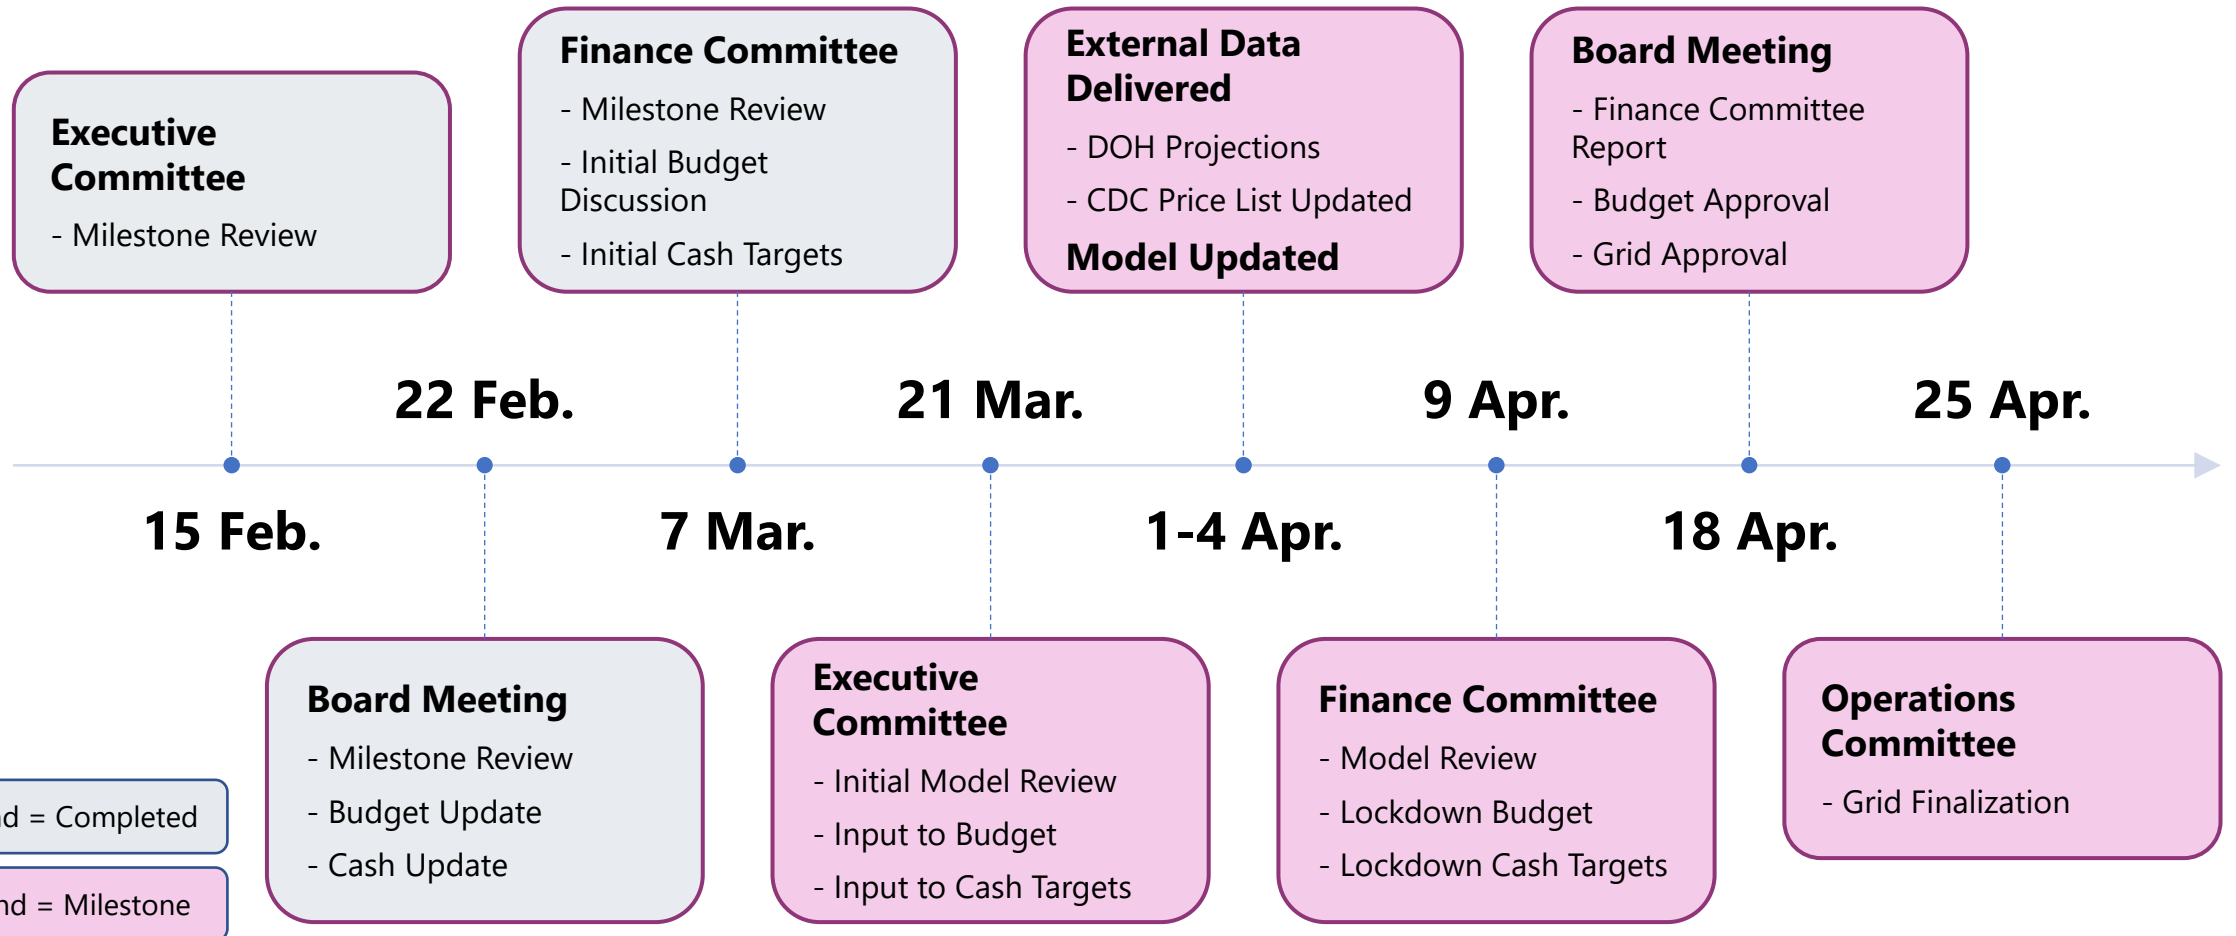 Executive
Committee
- Milestone Review
15 Feb.
22 Feb.
Board Meeting
- Milestone Review
- Budget Update
- Cash Update
Finance Committee
- Milestone Review
- Initial Budget
Discussion
- Initial Cash Targets
7 Mar.
21 Mar.
Executive
Committee
- Initial Model Review
- Input to Budget
- Input to Cash Targets
External Data
Delivered
- DOH Projections
- CDC Price List Updated
Model Updated
1-4 Apr.
9 Apr.
Finance Committee
- Model Review
- Lockdown Budget
- Lockdown Cash Targets
Board Meeting
- Finance Committee
Report
- Budget Approval
- Grid Approval
18 Apr.
25 Apr.
Operations
Committee
- Grid Finalization
= Completed
= Milestone